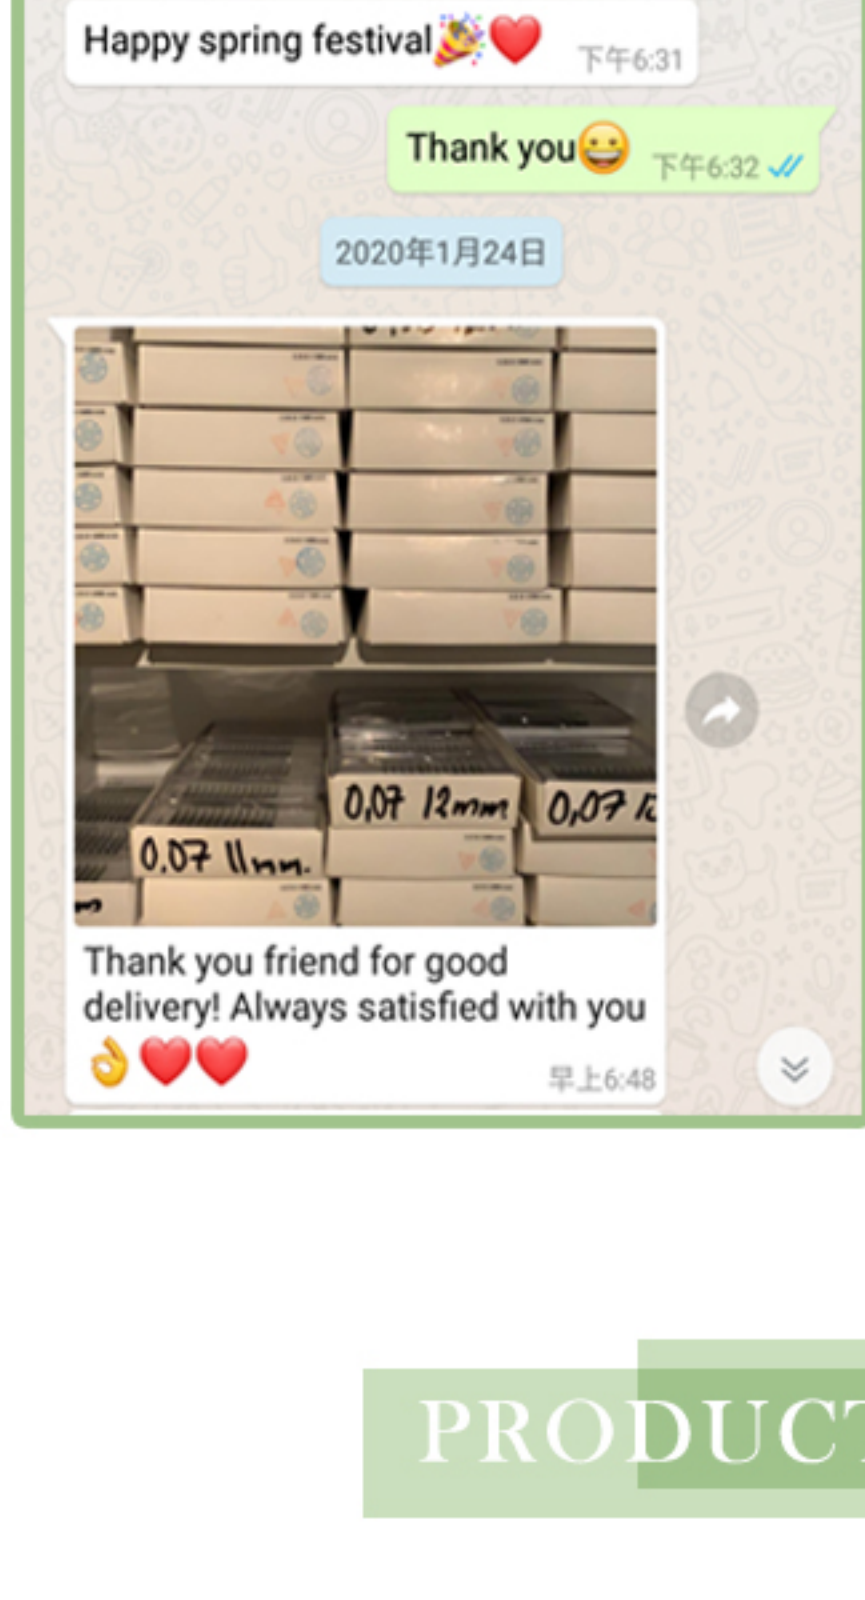 Happy spring festival🎉❤️ 下午6:31
Thank you😀 下午6:32
2020年1月24日
0,07 12mm
0,07
0.07 11mm.
Thank you friend for good
delivery! Always satisfied with you
👌❤️❤️ 早上6:48
PRODUCT